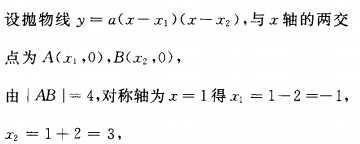 设抛物线 y = a(x－x₁)(x－x₂),与 x 轴的两交
点为 A(x₁,0),B(x₂,0),
由 | AB |= 4,对称轴为 x = 1 得 x₁ = 1－2 =－1,
x₂ = 1＋2 = 3,